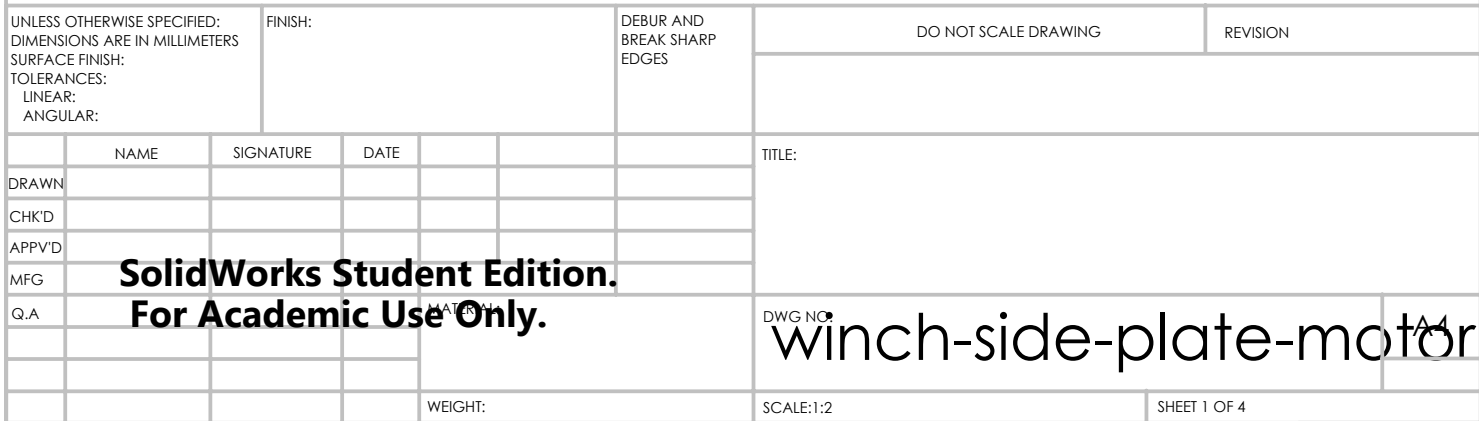 UNLESS OTHERWISE SPECIFIED:
DIMENSIONS ARE IN MILLIMETERS
SURFACE FINISH:
TOLERANCES:
LINEAR:
ANGULAR:
FINISH:
DEBUR AND
BREAK SHARP
EDGES
DO NOT SCALE DRAWING
REVISION
NAME
SIGNATURE
DATE
TITLE:
DRAWN
CHK'D
APPV'D
MFG
Q.A
SolidWorks Student Edition.
For Academic Use Only.
MATERIAL:
DWG NO.
winch-side-plate-motor
A4
WEIGHT:
SCALE:1:2
SHEET 1 OF 4